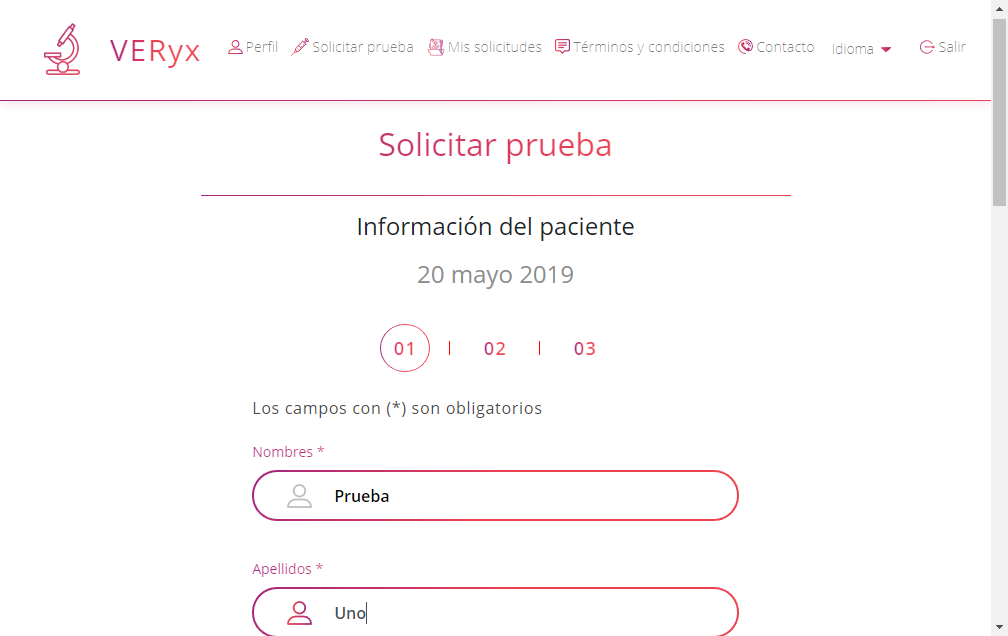 VERyx Perfil Solicitar prueba Mis solicitudes Términos y condiciones Contacto Idioma Salir
Solicitar prueba
Información del paciente
20 mayo 2019
01 | 02 | 03
Los campos con (*) son obligatorios
Nombres *
Prueba
Apellidos *
Uno